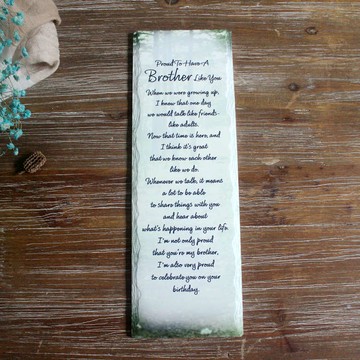 Proud To Have A
Brother Like You
When we were growing up,
I knew that one day
we would talk like friends-
like adults.
Now that time is here, and
I think it's great
that we know each other
like we do.
Whenever we talk, it means
a lot to be able
to share things with you
and hear about
what's happening in your life.
I'm not only proud
that you're my brother,
I'm also very proud
to celebrate you on your
birthday.